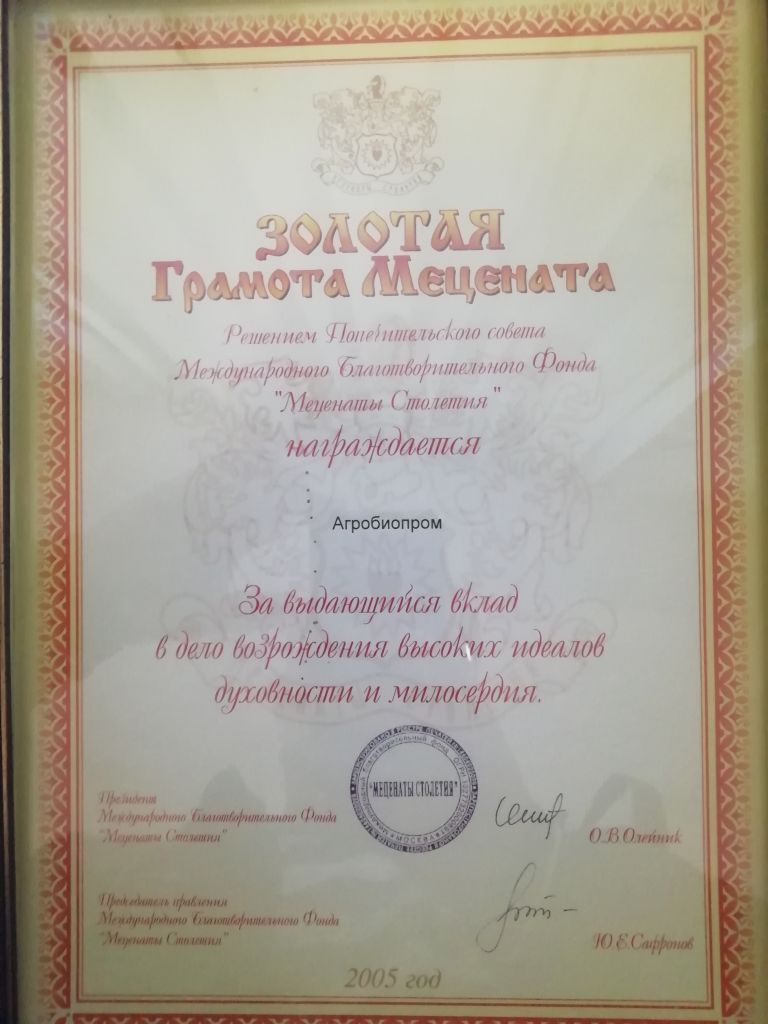 ЗОЛОТАЯ
Грамота Мецената
Решением Попечительского совета
Международного Благотворительного Фонда
"Меценаты Столетия"
награждается
Агробиопром
За выдающийся вклад
в дело возрождения высоких идеалов
духовности и милосердия.
"МЕЦЕНАТЫ СТОЛЕТИЯ"
МОСКВА
Президент
Международного Благотворительного Фонда
"Меценаты Столетия"
О.В.Олейник
Председатель правления
Международного Благотворительного Фонда
"Меценаты Столетия"
Ю.Е.Сафронов
2005 год